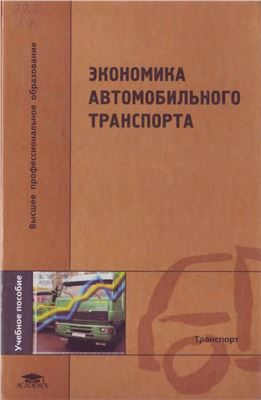 ЭКОНОМИКА
АВТОМОБИЛЬНОГО
ТРАНСПОРТА
Высшее профессиональное образование
Учебное пособие
Транспорт
ACADEMA